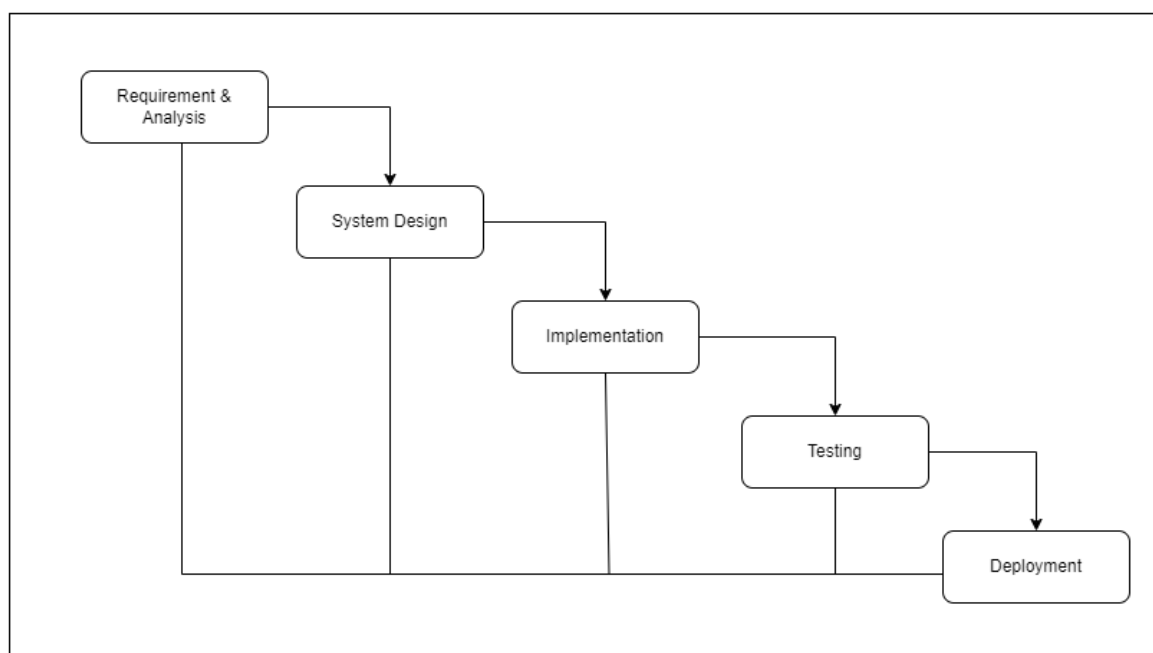 Requirement &
Analysis
System Design
Implementation
Testing
Deployment